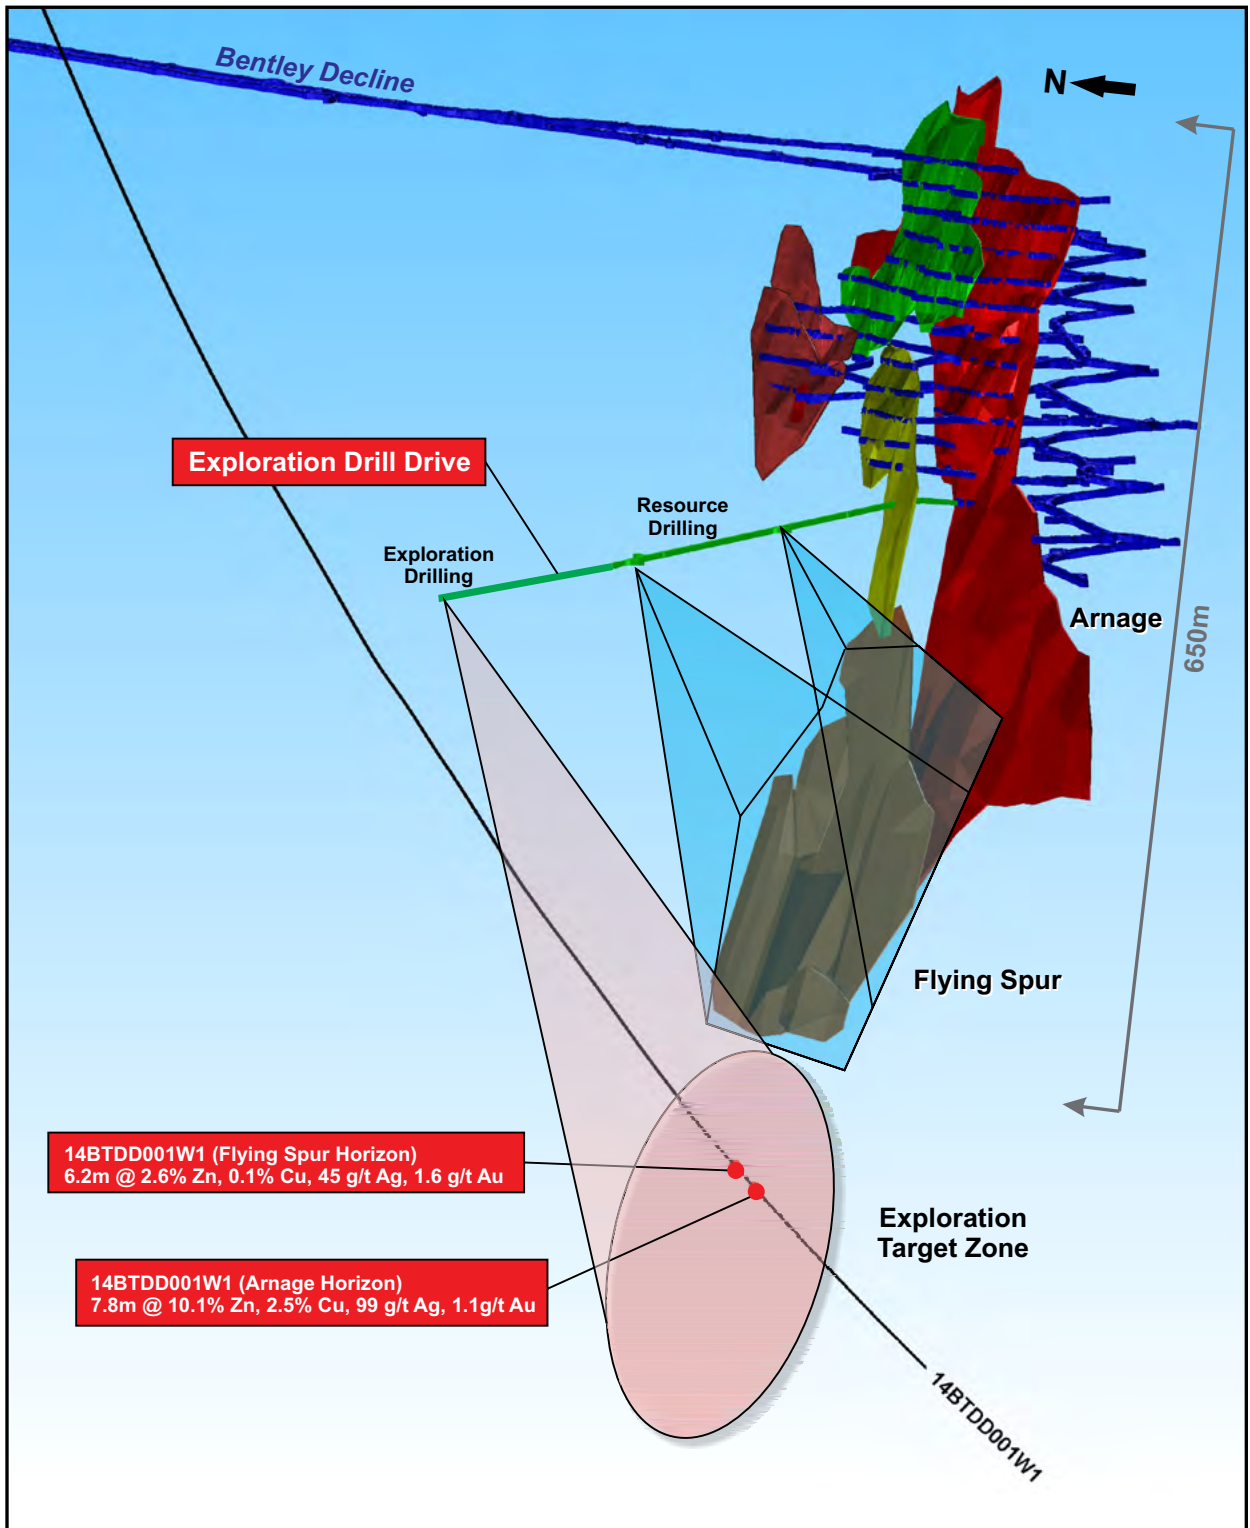 Bentley Decline
N
Exploration Drill Drive
Resource
Drilling
Exploration
Drilling
Arnage
650m
Flying Spur
14BTDD001W1 (Flying Spur Horizon)
6.2m @ 2.6% Zn, 0.1% Cu, 45 g/t Ag, 1.6 g/t Au
Exploration
Target Zone
14BTDD001W1 (Arnage Horizon)
7.8m @ 10.1% Zn, 2.5% Cu, 99 g/t Ag, 1.1g/t Au
14BTDD001W1